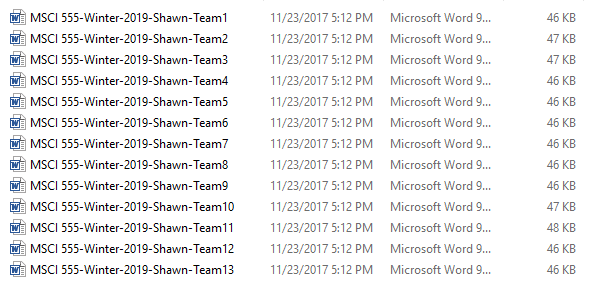 MSCI 555-Winter-2019-Shawn-Team1 11/23/2017 5:12 PM Microsoft Word 9... 46 KB
MSCI 555-Winter-2019-Shawn-Team2 11/23/2017 5:12 PM Microsoft Word 9... 47 KB
MSCI 555-Winter-2019-Shawn-Team3 11/23/2017 5:12 PM Microsoft Word 9... 47 KB
MSCI 555-Winter-2019-Shawn-Team4 11/23/2017 5:12 PM Microsoft Word 9... 46 KB
MSCI 555-Winter-2019-Shawn-Team5 11/23/2017 5:12 PM Microsoft Word 9... 46 KB
MSCI 555-Winter-2019-Shawn-Team6 11/23/2017 5:12 PM Microsoft Word 9... 46 KB
MSCI 555-Winter-2019-Shawn-Team7 11/23/2017 5:12 PM Microsoft Word 9... 46 KB
MSCI 555-Winter-2019-Shawn-Team8 11/23/2017 5:12 PM Microsoft Word 9... 46 KB
MSCI 555-Winter-2019-Shawn-Team9 11/23/2017 5:12 PM Microsoft Word 9... 46 KB
MSCI 555-Winter-2019-Shawn-Team10 11/23/2017 5:12 PM Microsoft Word 9... 47 KB
MSCI 555-Winter-2019-Shawn-Team11 11/23/2017 5:12 PM Microsoft Word 9... 48 KB
MSCI 555-Winter-2019-Shawn-Team12 11/23/2017 5:12 PM Microsoft Word 9... 46 KB
MSCI 555-Winter-2019-Shawn-Team13 11/23/2017 5:12 PM Microsoft Word 9... 46 KB